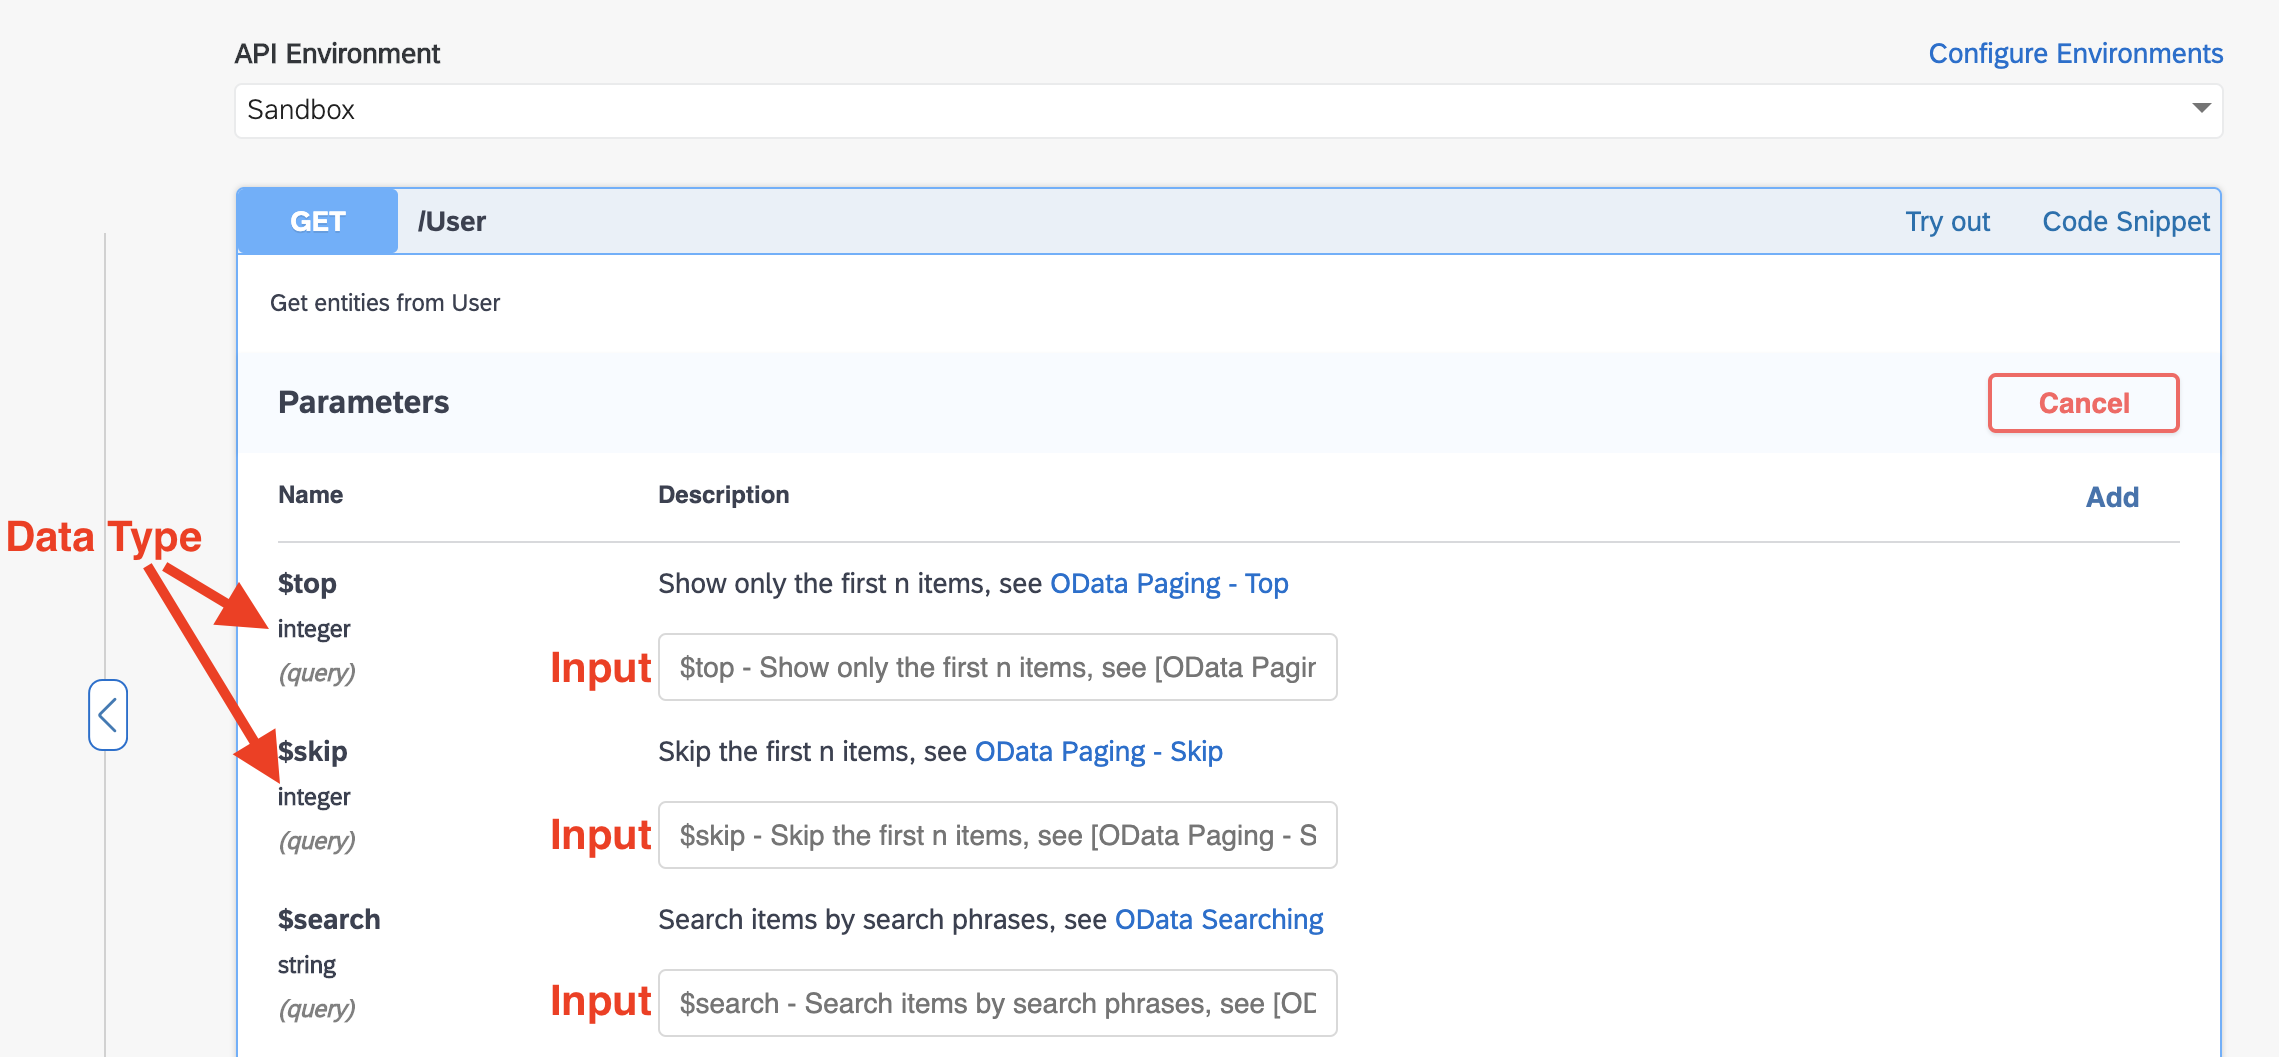 API Environment
Configure Environments
Sandbox
GET
/User
Try out
Code Snippet
Get entities from User
Parameters
Cancel
Name
Description
Add
Data Type
$top
Show only the first n items, see OData Paging - Top
integer
(query)
Input
$top - Show only the first n items, see [OData Pagin
$skip
Skip the first n items, see OData Paging - Skip
integer
(query)
Input
$skip - Skip the first n items, see [OData Paging - S
$search
Search items by search phrases, see OData Searching
string
(query)
Input
$search - Search items by search phrases, see [OD